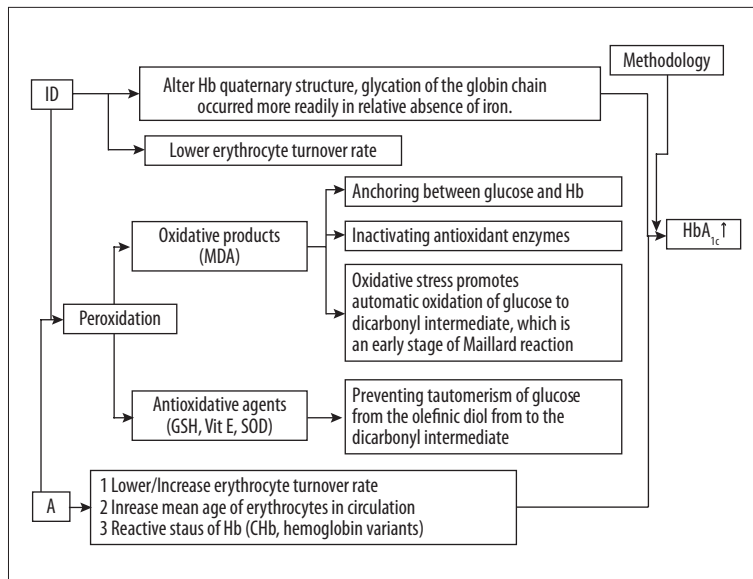 Methodology
ID
Alter Hb quaternary structure, glycation of the globin chain
occurred more readily in relative absence of iron.
Lower erythrocyte turnover rate
Anchoring between glucose and Hb
Oxidative products
(MDA)
Inactivating antioxidant enzymes
HbA1c↑
Oxidative stress promotes
automatic oxidation of glucose to
dicarbonyl intermediate, which is
an early stage of Maillard reaction
Peroxidation
Antioxidative agents
(GSH, Vit E, SOD)
Preventing tautomerism of glucose
from the olefinic diol from to the
dicarbonyl intermediate
A
1 Lower/Increase erythrocyte turnover rate
2 Inrease mean age of erythrocytes in circulation
3 Reactive staus of Hb (CHb, hemoglobin variants)